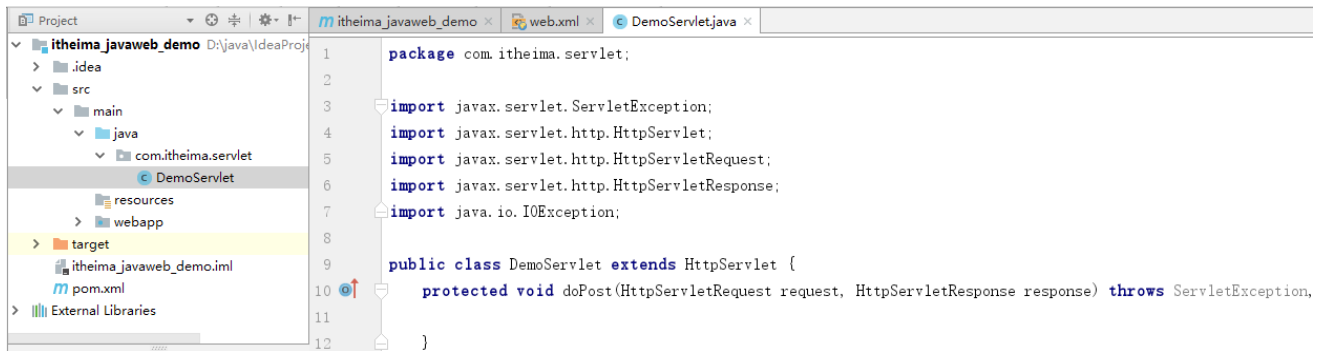 Project
itheima_javaweb_demo
web.xml
DemoServlet.java
itheima_javaweb_demo D:\java\IdeaProje
.idea
src
main
java
com.itheima.servlet
DemoServlet
resources
webapp
target
itheima_javaweb_demo.iml
pom.xml
External Libraries
1 package com.itheima.servlet;
2
3 import javax.servlet.ServletException;
4 import javax.servlet.http.HttpServlet;
5 import javax.servlet.http.HttpServletRequest;
6 import javax.servlet.http.HttpServletResponse;
7 import java.io.IOException;
8
9 public class DemoServlet extends HttpServlet {
10 protected void doPost(HttpServletRequest request, HttpServletResponse response) throws ServletException,
11
12 }